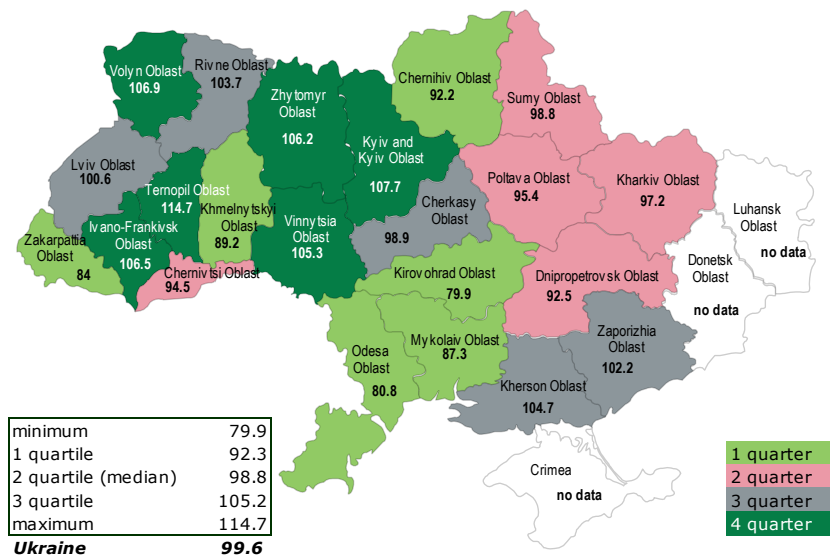 Volyn Oblast
106.9
Rivne Oblast
103.7
Zhytomyr
Oblast
106.2
Chernihiv Oblast
92.2
Sumy Oblast
98.8
Kyiv and
Kyiv Oblast
107.7
Lviv Oblast
100.6
Ternopil Oblast
114.7
Khmelnytskyi
Oblast
89.2
Ivano-Frankivsk
Oblast
106.5
Vinnytsia
Oblast
105.3
Cherkasy
Oblast
98.9
Poltava Oblast
95.4
Kharkiv Oblast
97.2
Luhansk
Oblast
no data
Zakarpattia
Oblast
84
Chernivtsi Oblast
94.5
Kirovohrad Oblast
79.9
Dnipropetrovsk Oblast
92.5
Donetsk
Oblast
no data
Odesa
Oblast
80.8
Mykolaiv Oblast
87.3
Zaporizhia
Oblast
102.2
Kherson Oblast
104.7
Crimea
no data
minimum 79.9
1 quartile 92.3
2 quartile (median) 98.8
3 quartile 105.2
maximum 114.7
Ukraine 99.6
1 quarter
2 quarter
3 quarter
4 quarter